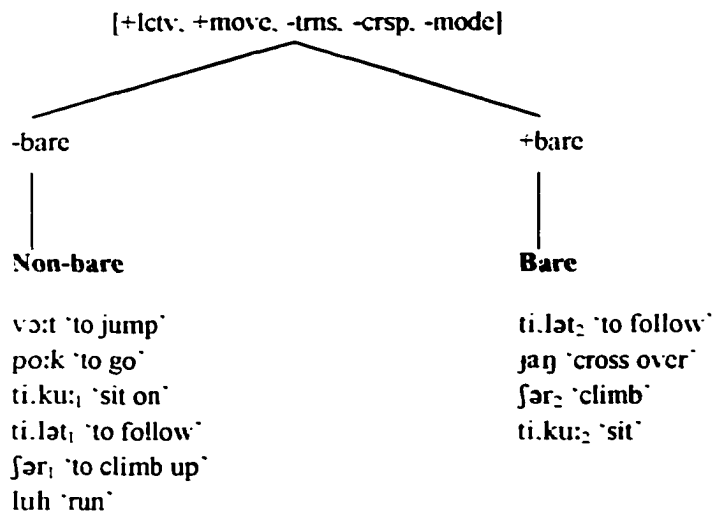 [+lctv, +move, -trns, -crsp, -mode]
-bare +bare
Non-bare Bare
vɔ:t ‘to jump’ ti.lət₂ ‘to follow’
po:k ‘to go’ ɟaŋ ‘cross over’
ti.ku:₁ ‘sit on’ ʃər₂ ‘climb’
ti.lət₁ ‘to follow’ ti.ku:₂ ‘sit’
ʃər₁ ‘to climb up’
luh ‘run’